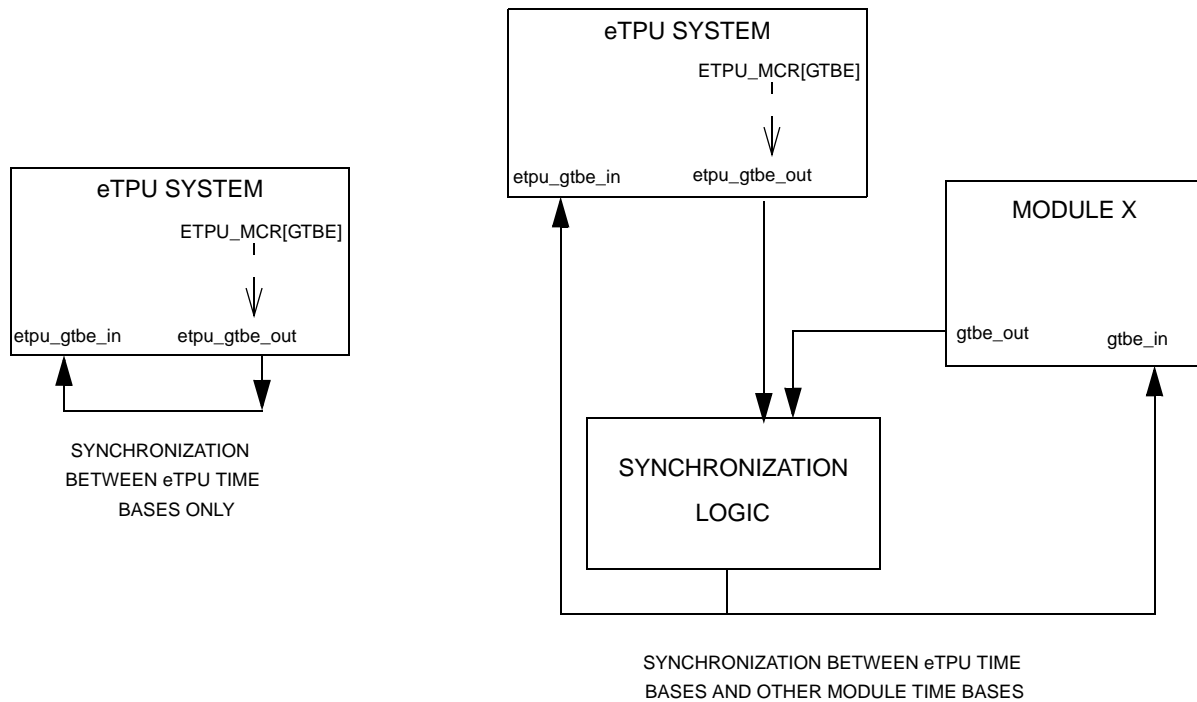 eTPU SYSTEM
ETPU_MCR[GTBE]
etpu_gtbe_in
etpu_gtbe_out
SYNCHRONIZATION
BETWEEN eTPU TIME
BASES ONLY
eTPU SYSTEM
ETPU_MCR[GTBE]
etpu_gtbe_in
etpu_gtbe_out
MODULE X
gtbe_out
gtbe_in
SYNCHRONIZATION
LOGIC
SYNCHRONIZATION BETWEEN eTPU TIME
BASES AND OTHER MODULE TIME BASES